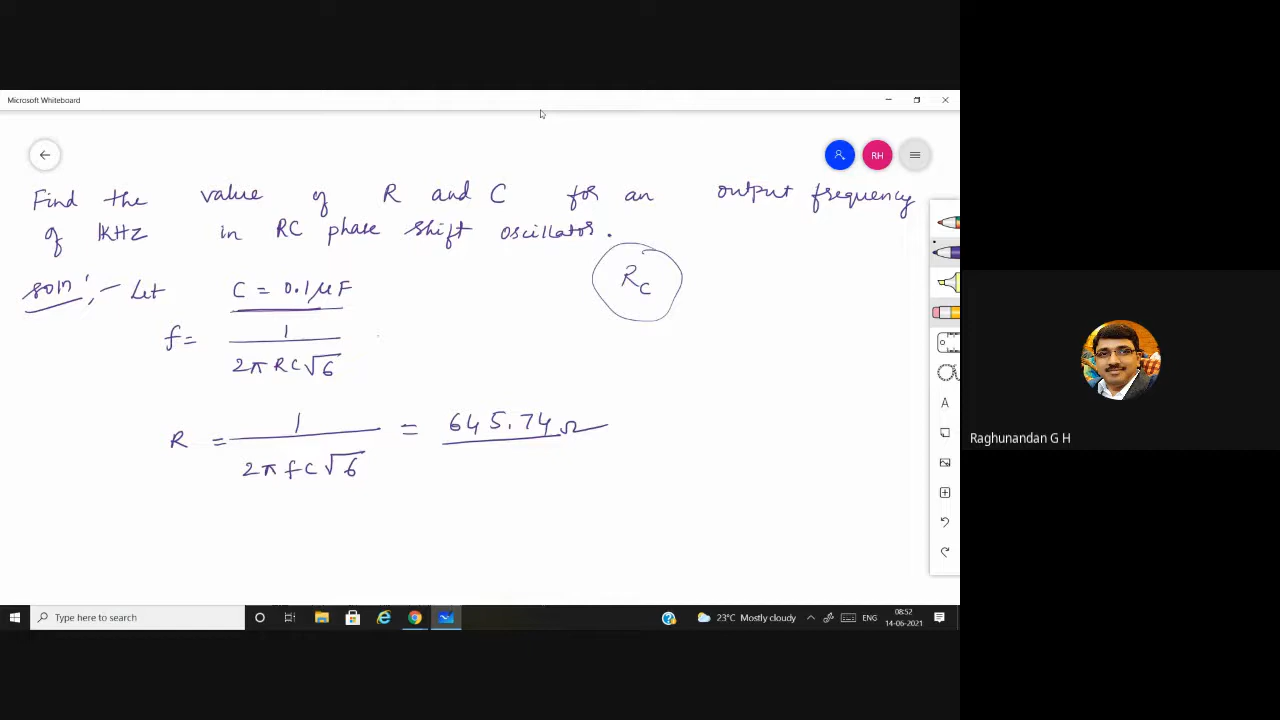 Microsoft Whiteboard
RH
Find the value of R and C for an output frequency
of 1KHz in RC phase shift oscillator.
soln: - Let C = 0.1 μF
RC
f = 1 / 2π RC√6
R = 1 / 2π f C √6 = 645.74 Ω
A
Raghunandan G H
Type here to search
23°C Mostly cloudy
ENG
08:52
14-06-2021